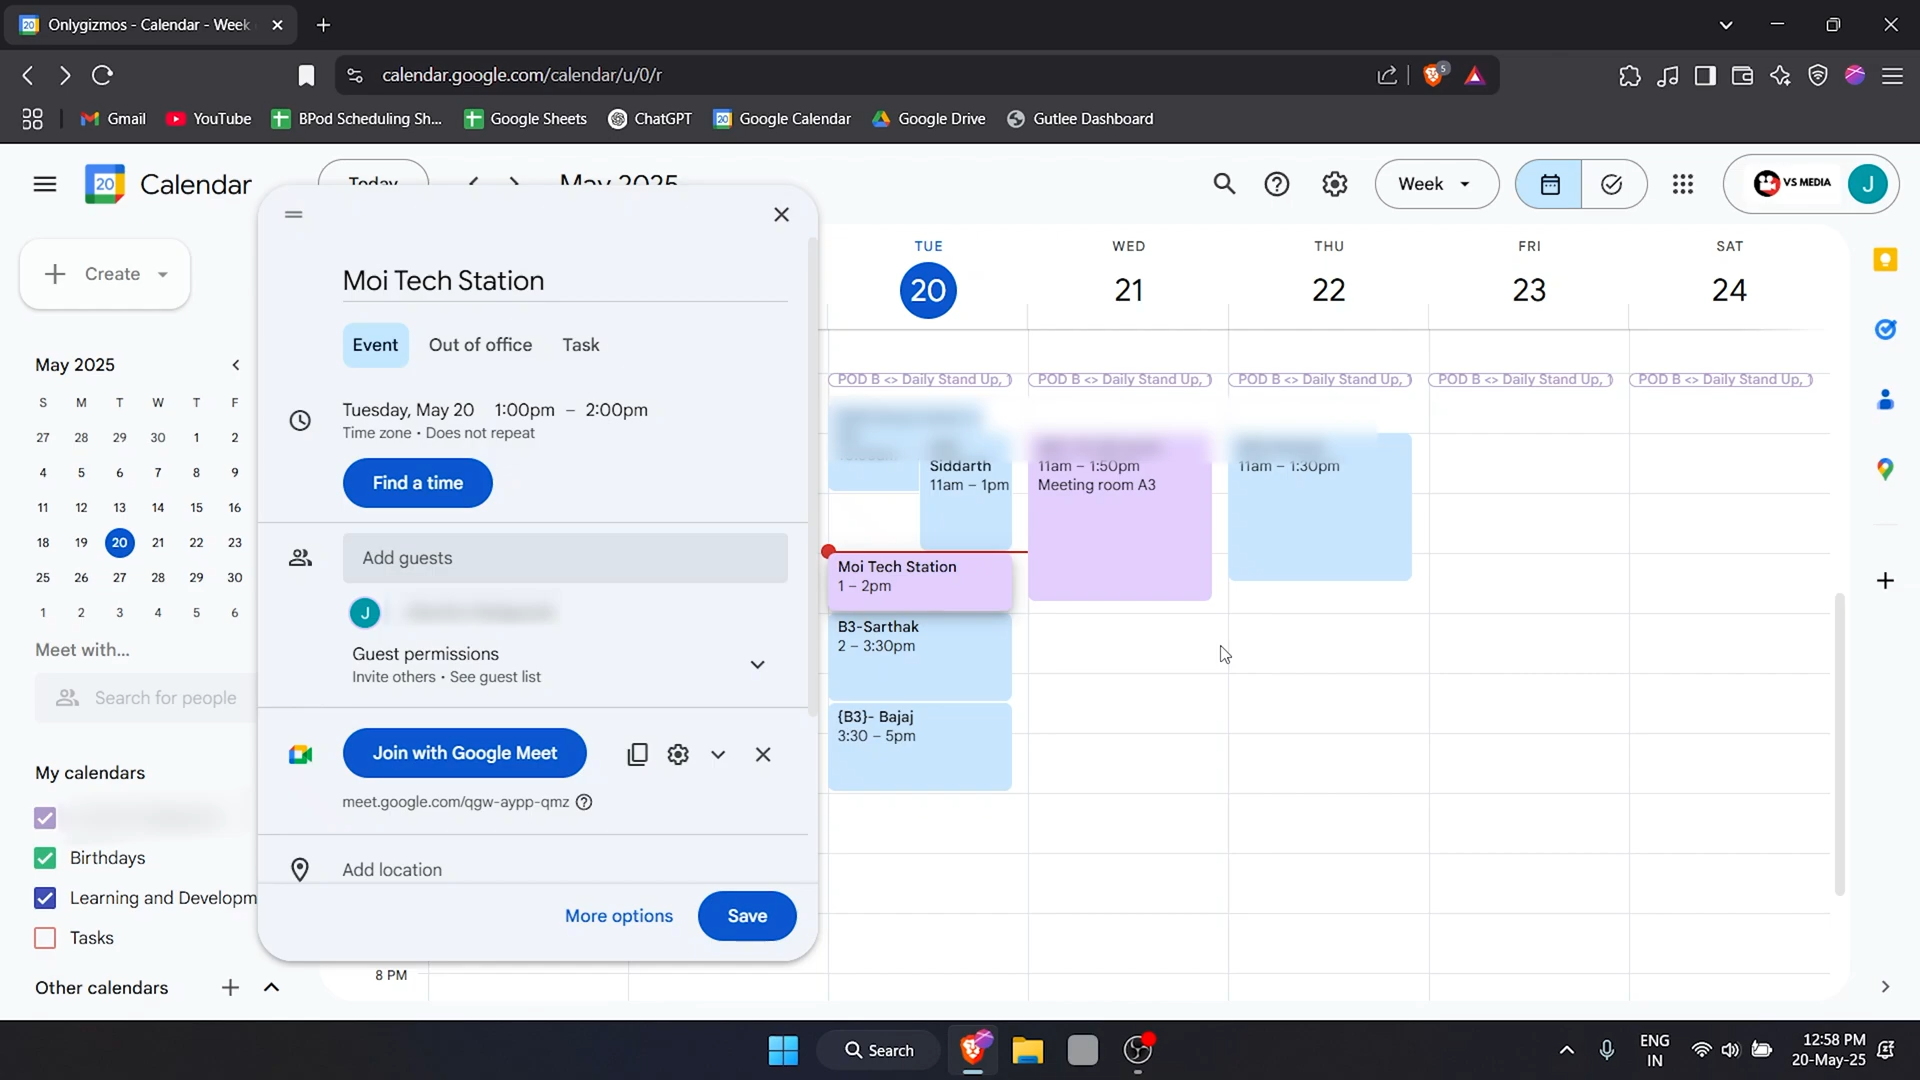 Onlygizmos - Calendar - Week
calendar.google.com/calendar/u/0/r
5
Gmail
YouTube
BPod Scheduling Sh...
Google Sheets
ChatGPT
Google Calendar
Google Drive
Gutlee Dashboard
20 Calendar
Today
May 2025
Week
VS MEDIA
J
Create
May 2025
S M T W T F
27 28 29 30 1 2
4 5 6 7 8 9
11 12 13 14 15 16
18 19 20 21 22 23
25 26 27 28 29 30
1 2 3 4 5 6
Meet with...
Search for people
My calendars
Birthdays
Learning and Developm
Tasks
Other calendars
Moi Tech Station
Event Out of office Task
Tuesday, May 20 1:00pm – 2:00pm
Time zone • Does not repeat
Find a time
Add guests
J
Guest permissions
Invite others • See guest list
Join with Google Meet
meet.google.com/qgw-aypp-qmz
Add location
More options Save
TUE WED THU FRI SAT
20 21 22 23 24
POD B <> Daily Stand Up, POD B <> Daily Stand Up, POD B <> Daily Stand Up, POD B <> Daily Stand Up, POD B <> Daily Stand Up,
Siddarth
11am – 1pm
11am – 1:50pm
Meeting room A3
11am – 1:30pm
Moi Tech Station
1 – 2pm
B3-Sarthak
2 – 3:30pm
{B3}- Bajaj
3:30 – 5pm
8 PM
Search
ENG
IN
12:58 PM
20-May-25